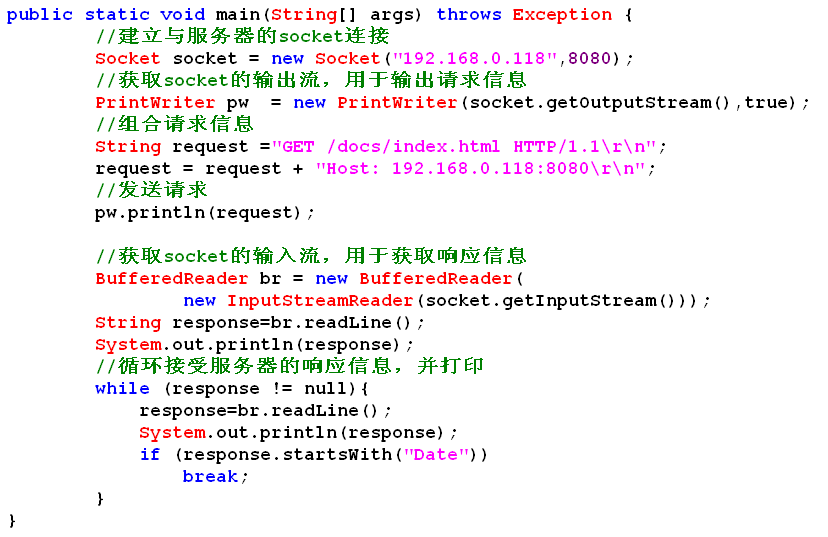 public static void main(String[] args) throws Exception {
        //建立与服务器的socket连接
        Socket socket = new Socket("192.168.0.118",8080);
        //获取socket的输出流，用于输出请求信息
        PrintWriter pw  = new PrintWriter(socket.getOutputStream(),true);
        //组合请求信息
        String request ="GET /docs/index.html HTTP/1.1\r\n";
        request = request + "Host: 192.168.0.118:8080\r\n";
        //发送请求
        pw.println(request);

        //获取socket的输入流，用于获取响应信息
        BufferedReader br = new BufferedReader(
                new InputStreamReader(socket.getInputStream()));
        String response=br.readLine();
        System.out.println(response);
        //循环接受服务器的响应信息，并打印
        while (response != null){
            response=br.readLine();
            System.out.println(response);
            if (response.startsWith("Date"))
                break;
        }
}